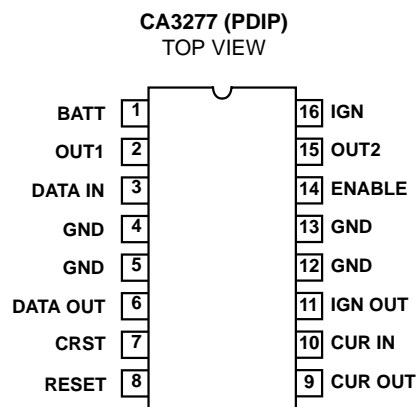 CA3277 (PDIP)
TOP VIEW
BATT 1 16 IGN
OUT1 2 15 OUT2
DATA IN 3 14 ENABLE
GND 4 13 GND
GND 5 12 GND
DATA OUT 6 11 IGN OUT
CRST 7 10 CUR IN
RESET 8 9 CUR OUT